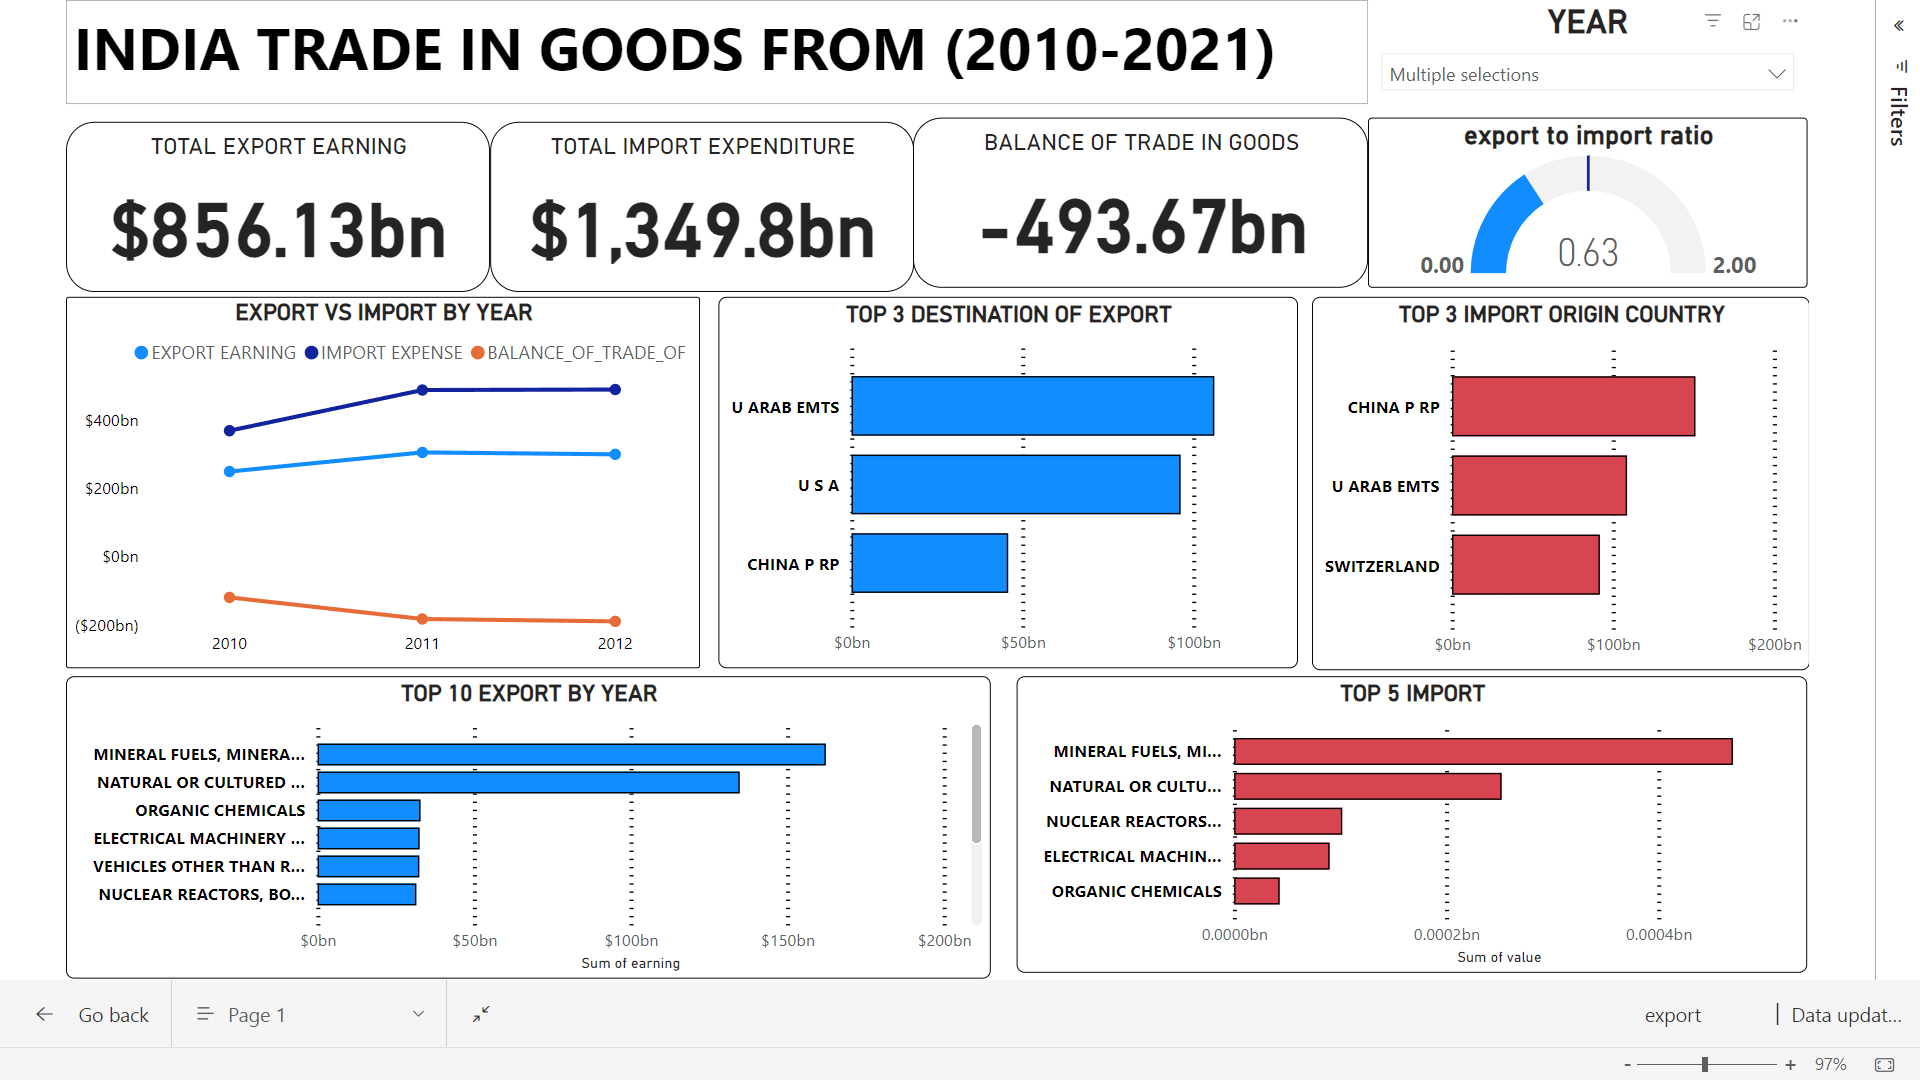 INDIA TRADE IN GOODS FROM (2010-2021)
YEAR
Multiple selections
Filters
TOTAL EXPORT EARNING
$856.13bn
TOTAL IMPORT EXPENDITURE
$1,349.8bn
BALANCE OF TRADE IN GOODS
-493.67bn
export to import ratio
0.63
0.00
2.00
EXPORT VS IMPORT BY YEAR
EXPORT EARNING IMPORT EXPENSE BALANCE_OF_TRADE_OF
$400bn
$200bn
$0bn
($200bn)
2010 2011 2012
TOP 3 DESTINATION OF EXPORT
U ARAB EMTS
U S A
CHINA P RP
$0bn $50bn $100bn
TOP 3 IMPORT ORIGIN COUNTRY
CHINA P RP
U ARAB EMTS
SWITZERLAND
$0bn $100bn $200bn
TOP 10 EXPORT BY YEAR
MINERAL FUELS, MINERA...
NATURAL OR CULTURED ...
ORGANIC CHEMICALS
ELECTRICAL MACHINERY ...
VEHICLES OTHER THAN R...
NUCLEAR REACTORS, BO...
$0bn $50bn $100bn $150bn $200bn
Sum of earning
TOP 5 IMPORT
MINERAL FUELS, MI...
NATURAL OR CULTU...
NUCLEAR REACTORS...
ELECTRICAL MACHIN...
ORGANIC CHEMICALS
0.0000bn 0.0002bn 0.0004bn
Sum of value
Go back
Page 1
export
Data updat...
- + 97%